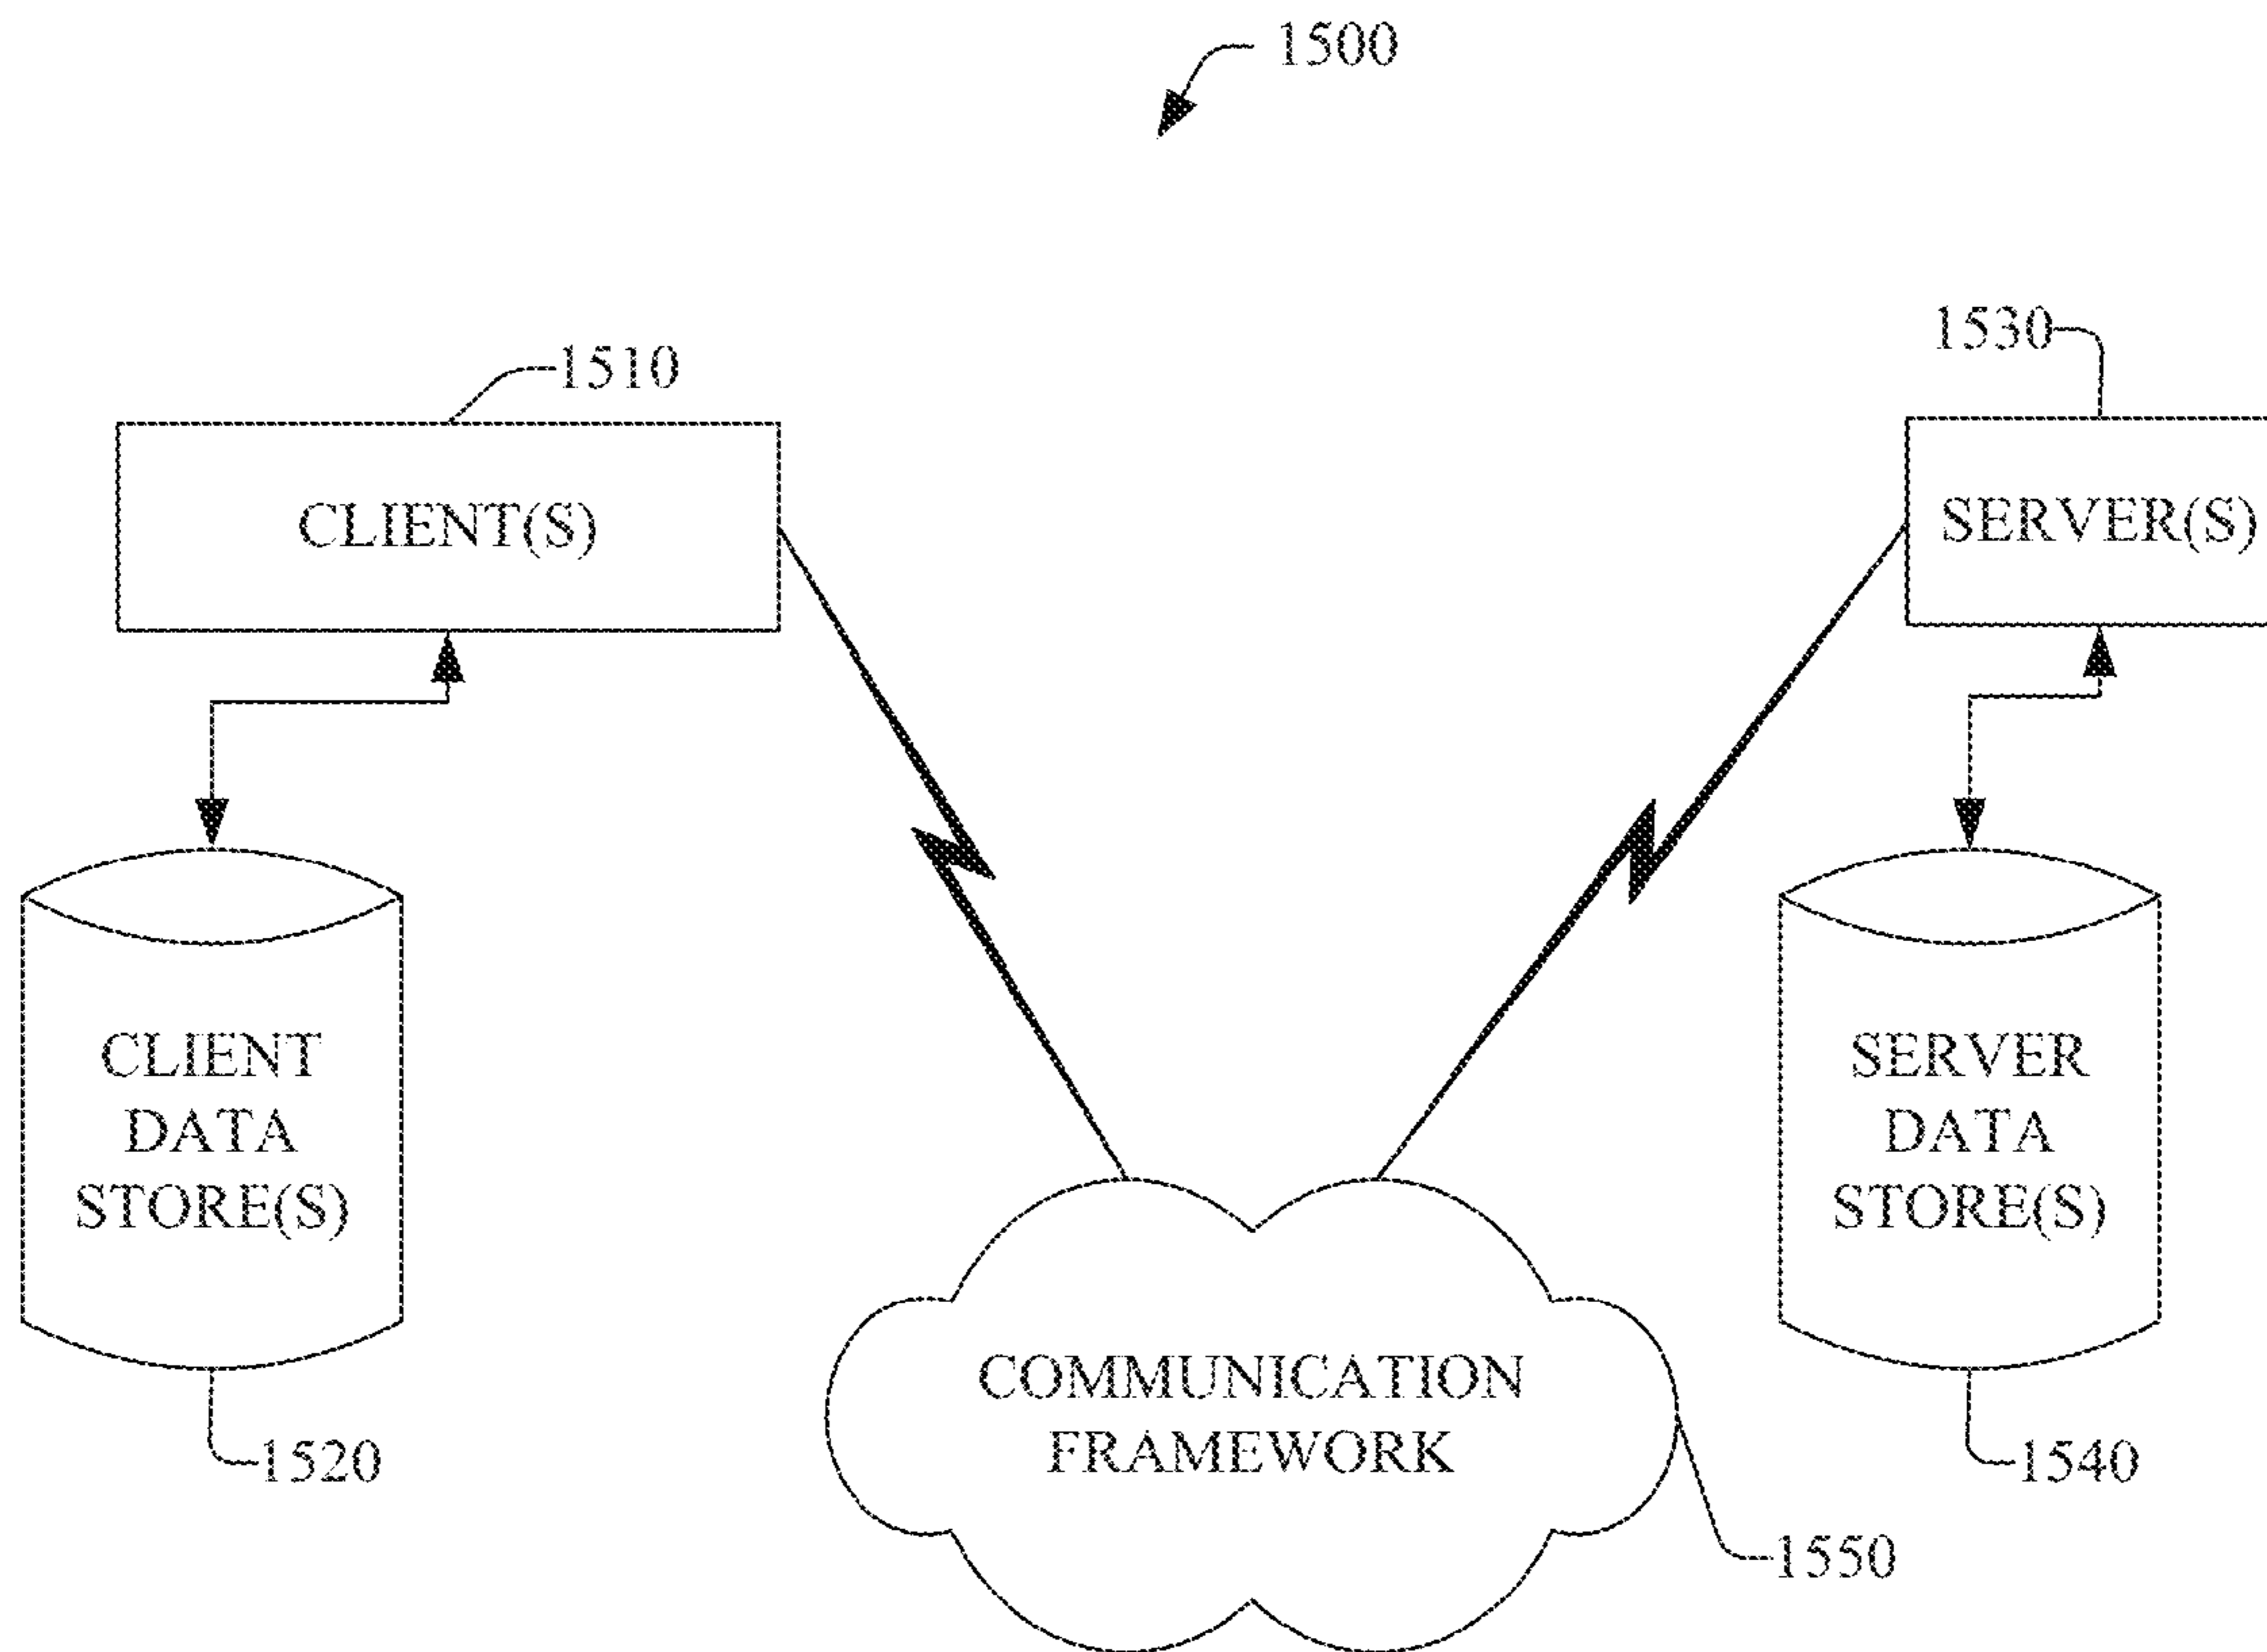 1500
1510
1530
CLIENT(S)
SERVER(S)
CLIENT
DATA
STORE(S)
SERVER
DATA
STORE(S)
COMMUNICATION
FRAMEWORK
1520
1540
1550